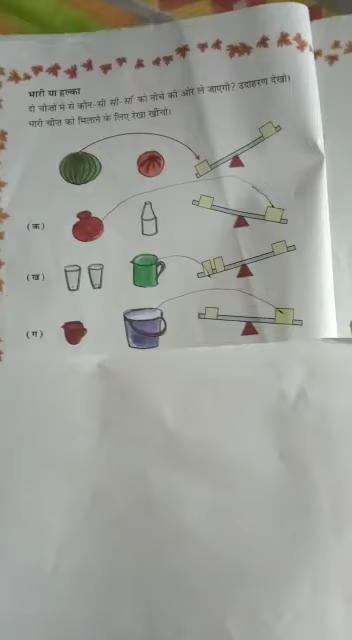 भारी या हल्का
दो चीज़ों में से कौन-सी सी-सॉ को नीचे की ओर ले जाएगी? उदाहरण देखो।
भारी चीज़ को मिलाने के लिए रेखा खींचो।
(क)
(ख)
(ग)